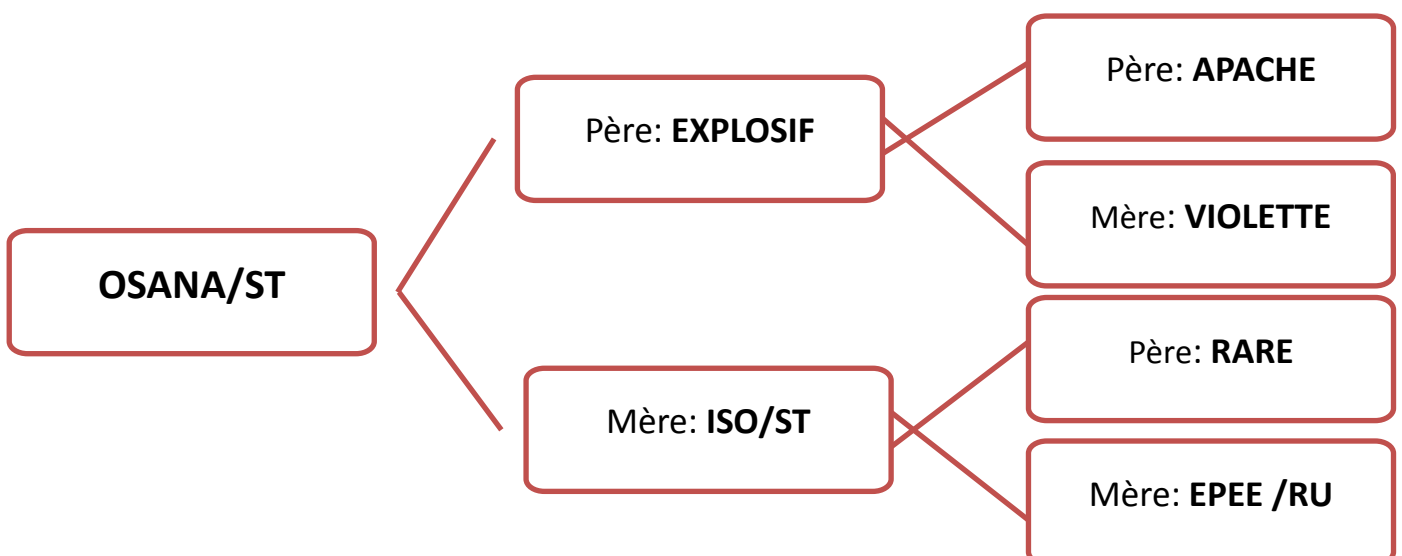 Père: APACHE
Père: EXPLOSIF
Mère: VIOLETTE
OSANA/ST
Père: RARE
Mère: ISO/ST
Mère: EPEE /RU